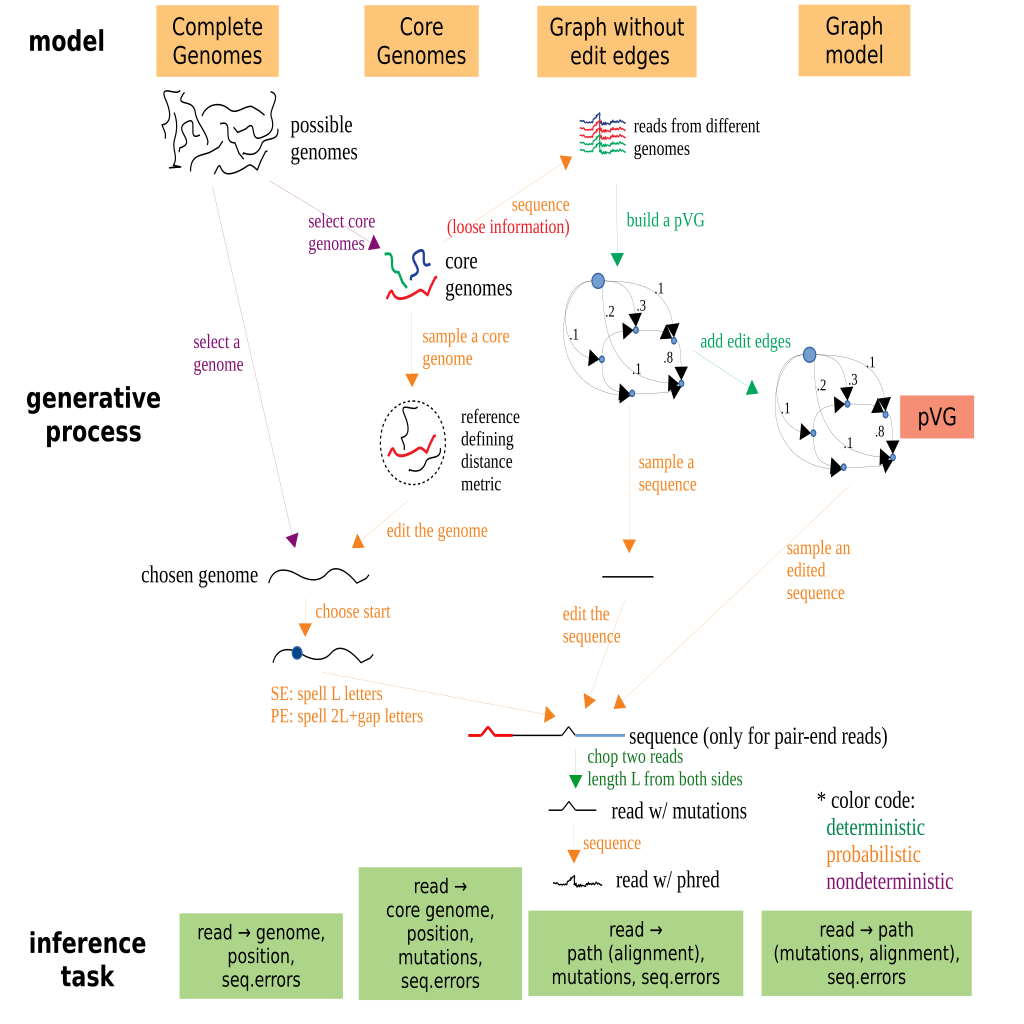 model
Complete
Genomes
Core
Genomes
Graph without
edit edges
Graph
model
possible
genomes
reads from different
genomes
sequence
(loose information)
select core
genomes
build a pVG
core
genomes
.1
.2
.3
.1
.8
.1
sample a core
genome
select a
genome
add edit edges
.1
.2
.3
.1
.8
.1
pVG
generative
process
reference
defining
distance
metric
sample a
sequence
edit the genome
sample an
edited
sequence
chosen genome
choose start
edit the
sequence
SE: spell L letters
PE: spell 2L+gap letters
sequence (only for pair-end reads)
chop two reads
length L from both sides
read w/ mutations
sequence
read w/ phred
* color code:
deterministic
probabilistic
nondeterministic
inference
task
read → genome,
position,
seq.errors
read →
core genome,
position,
mutations,
seq.errors
read →
path (alignment),
mutations, seq.errors
read → path
(mutations, alignment),
seq.errors